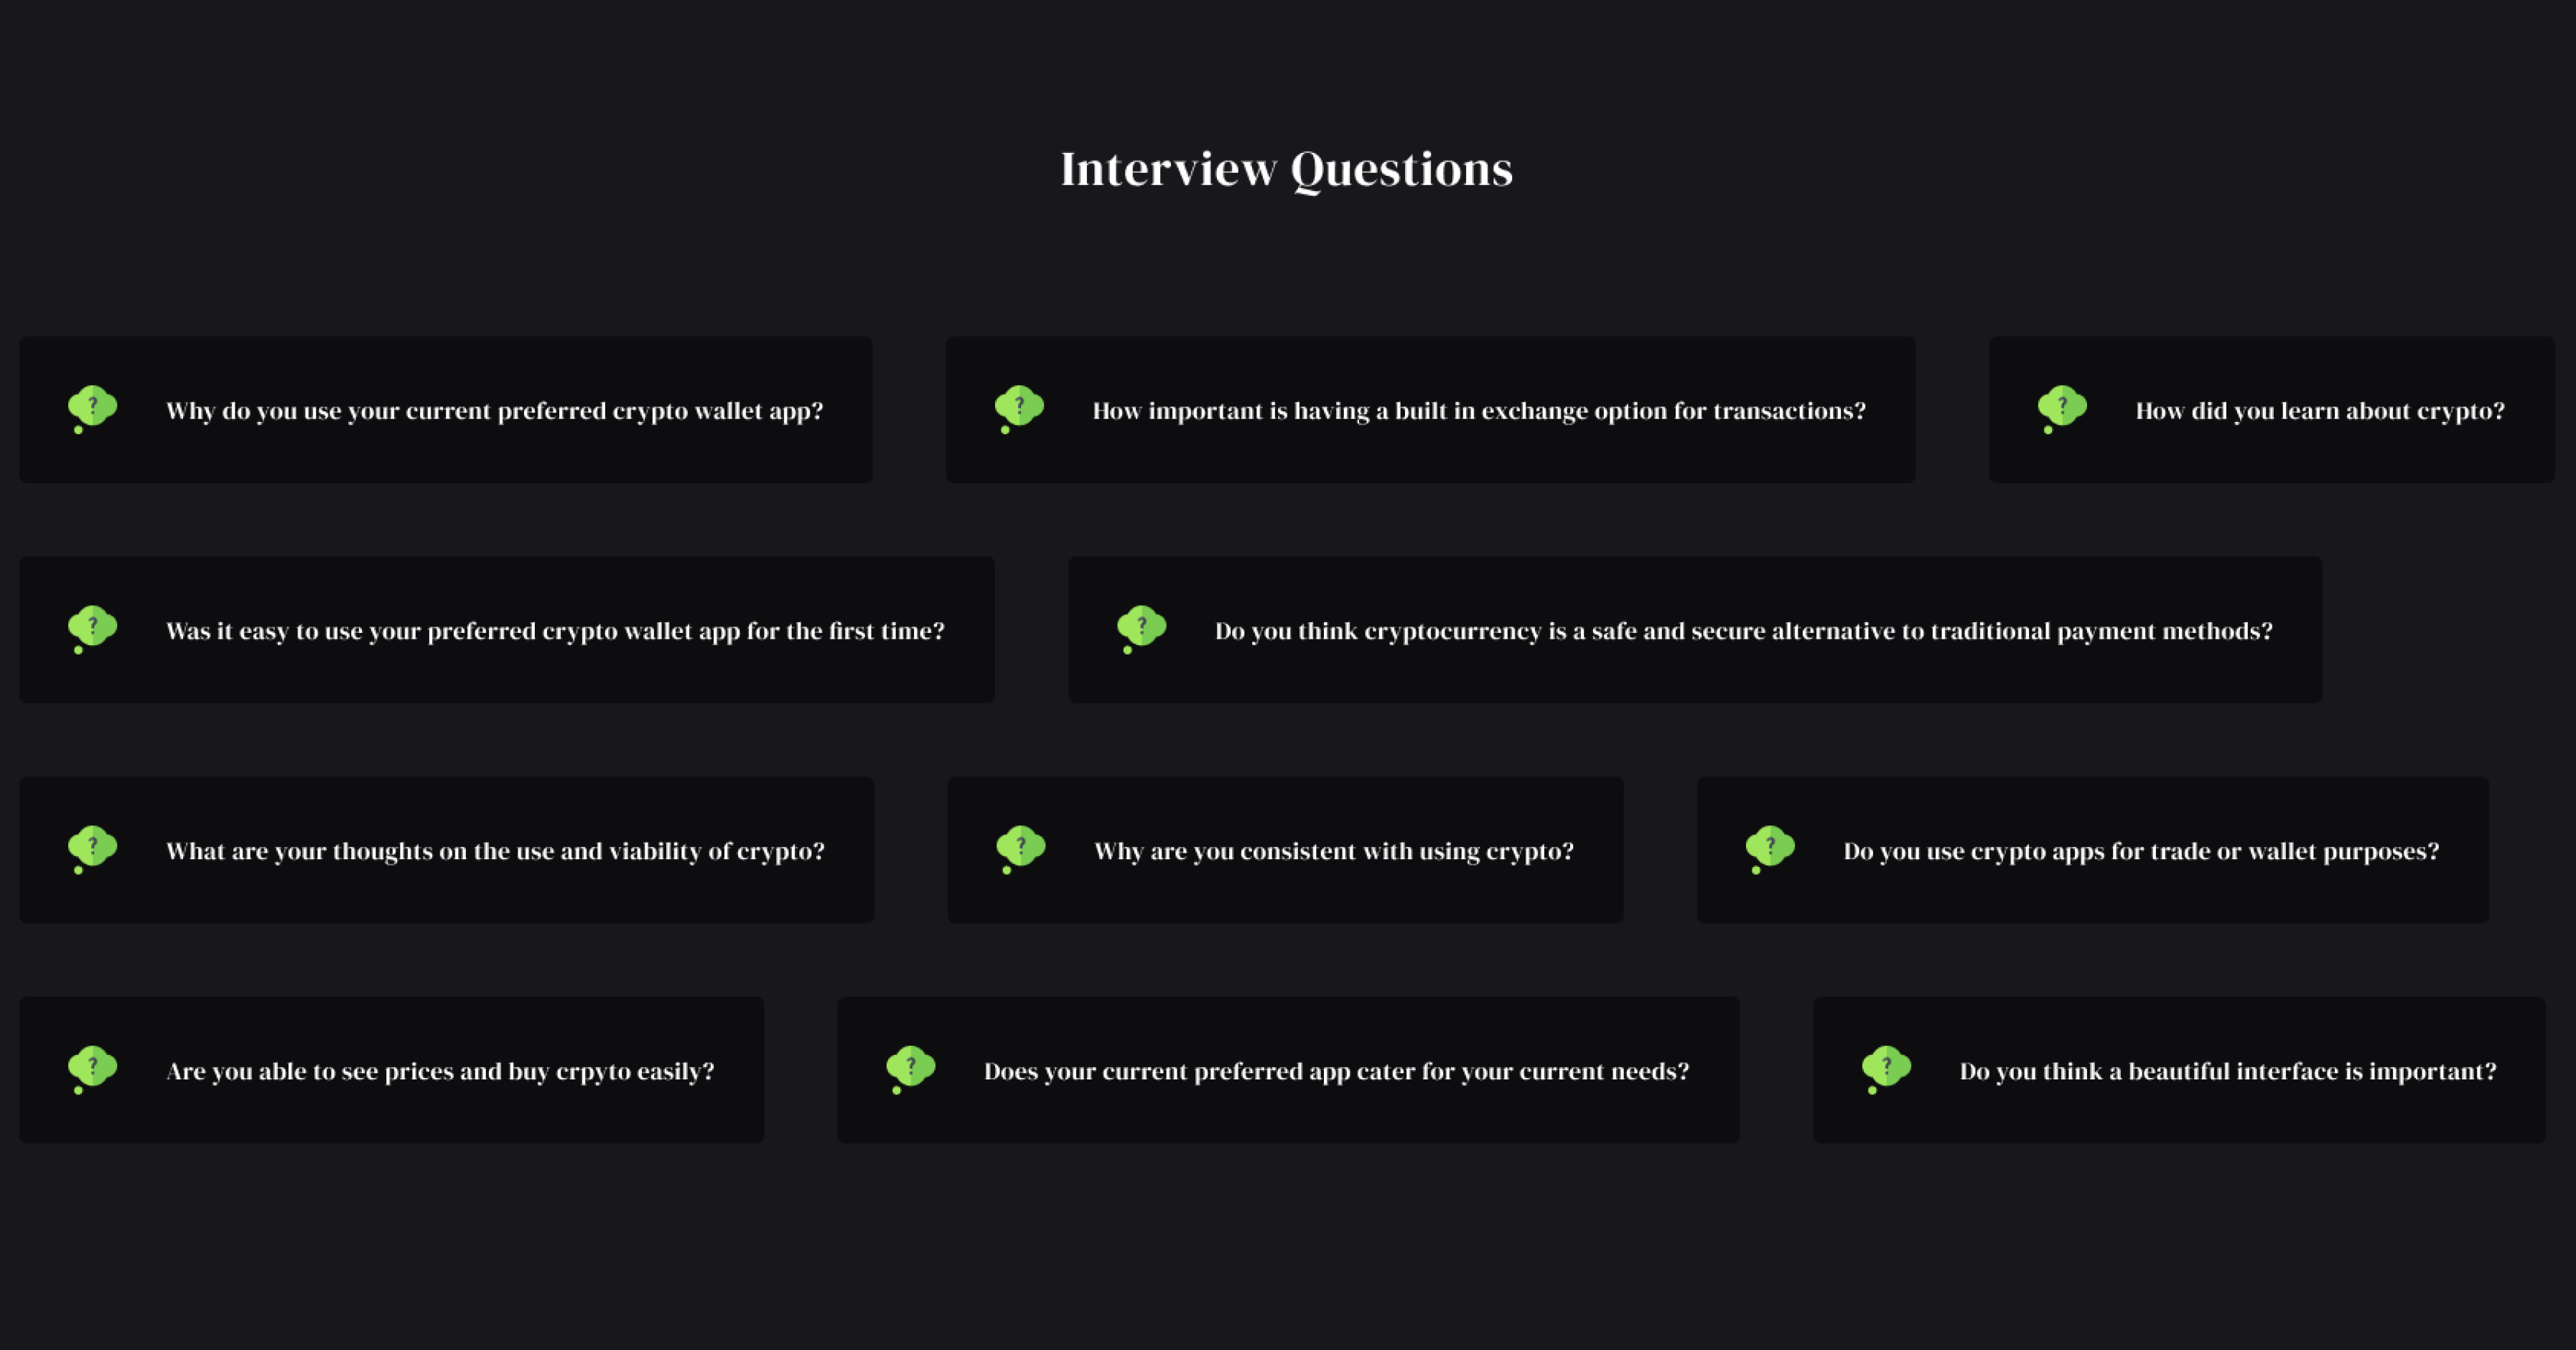 Interview Questions
Why do you use your current preferred crypto wallet app?
How important is having a built in exchange option for transactions?
How did you learn about crypto?
Was it easy to use your preferred crypto wallet app for the first time?
Do you think cryptocurrency is a safe and secure alternative to traditional payment methods?
What are your thoughts on the use and viability of crypto?
Why are you consistent with using crypto?
Do you use crypto apps for trade or wallet purposes?
Are you able to see prices and buy crpyto easily?
Does your current preferred app cater for your current needs?
Do you think a beautiful interface is important?